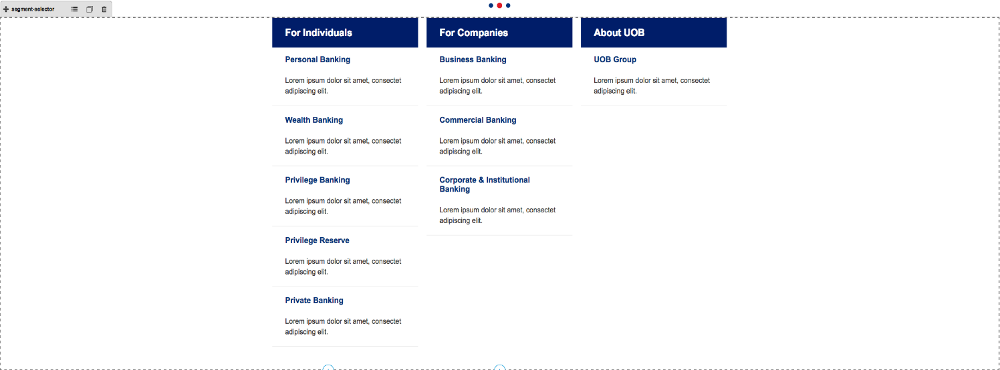 segment-selector
For Individuals
Personal Banking
Lorem ipsum dolor sit amet, consectet
adipiscing elit.
Wealth Banking
Lorem ipsum dolor sit amet, consectet
adipiscing elit.
Privilege Banking
Lorem ipsum dolor sit amet, consectet
adipiscing elit.
Privilege Reserve
Lorem ipsum dolor sit amet, consectet
adipiscing elit.
Private Banking
Lorem ipsum dolor sit amet, consectet
adipiscing elit.
For Companies
Business Banking
Lorem ipsum dolor sit amet, consectet
adipiscing elit.
Commercial Banking
Lorem ipsum dolor sit amet, consectet
adipiscing elit.
Corporate & Institutional
Banking
Lorem ipsum dolor sit amet, consectet
adipiscing elit.
About UOB
UOB Group
Lorem ipsum dolor sit amet, consectet
adipiscing elit.